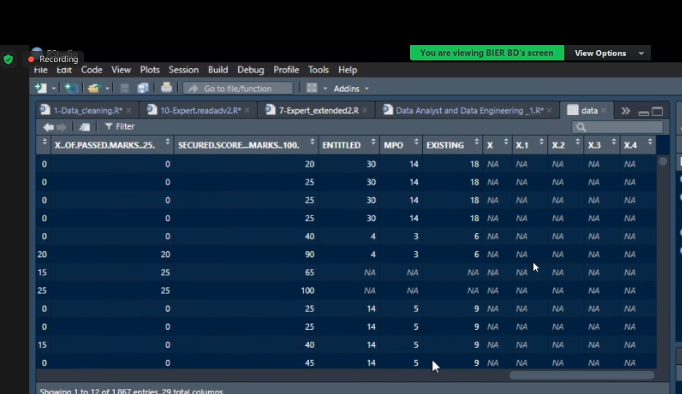 You are viewing BIER BD's screen View Options
RStudio
Recording
File Edit Code View Plots Session Build Debug Profile Tools Help
Go to file/function Addins
1-Data_cleaning.R* 10-Expert.readadv2.R* 7-Expert_extended2.R Data Analyst and Data Engineering _1.R* data
Filter
X..OF.PASSED.MARKS..25. SECURED.SCORE...MARKS..100. ENTITLED MPO EXISTING X X.1 X.2 X.3 X.4
0 0 20 30 14 18 NA NA NA NA NA
0 0 25 30 14 18 NA NA NA NA NA
0 0 25 30 14 18 NA NA NA NA NA
0 0 25 30 14 18 NA NA NA NA NA
0 0 40 4 3 6 NA NA NA NA NA
20 20 90 4 3 6 NA NA NA NA NA
15 25 65 NA NA NA NA NA NA NA NA
25 25 100 NA NA NA NA NA NA NA NA
0 0 25 14 5 9 NA NA NA NA NA
0 0 25 14 5 9 NA NA NA NA NA
15 0 40 14 5 9 NA NA NA NA NA
0 0 45 14 5 9 NA NA NA NA NA
Showing 1 to 12 of 1,867 entries, 29 total columns